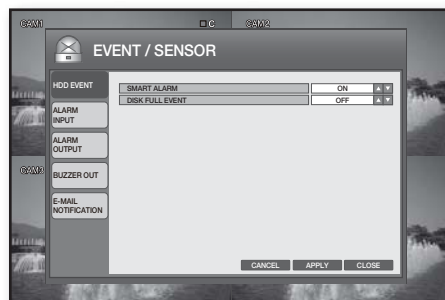 CAM1
C
CAM2
EVENT / SENSOR
HDD EVENT
SMART ALARM ON
DISK FULL EVENT OFF
ALARM
INPUT
ALARM
OUTPUT
CAM3
BUZZER OUT
E-MAIL
NOTIFICATION
CANCEL APPLY CLOSE